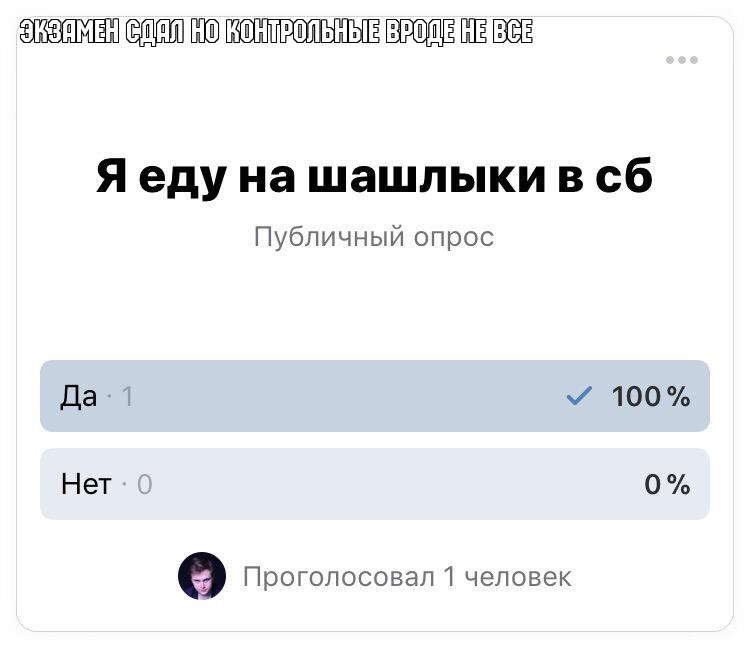 ЭКЗАМЕН СДАЛ НО КОНТРОЛЬНЫЕ ВРОДЕ НЕ ВСЕ
Я еду на шашлыки в сб
Публичный опрос
Да · 1 100 %
Нет · 0 0 %
Проголосовал 1 человек